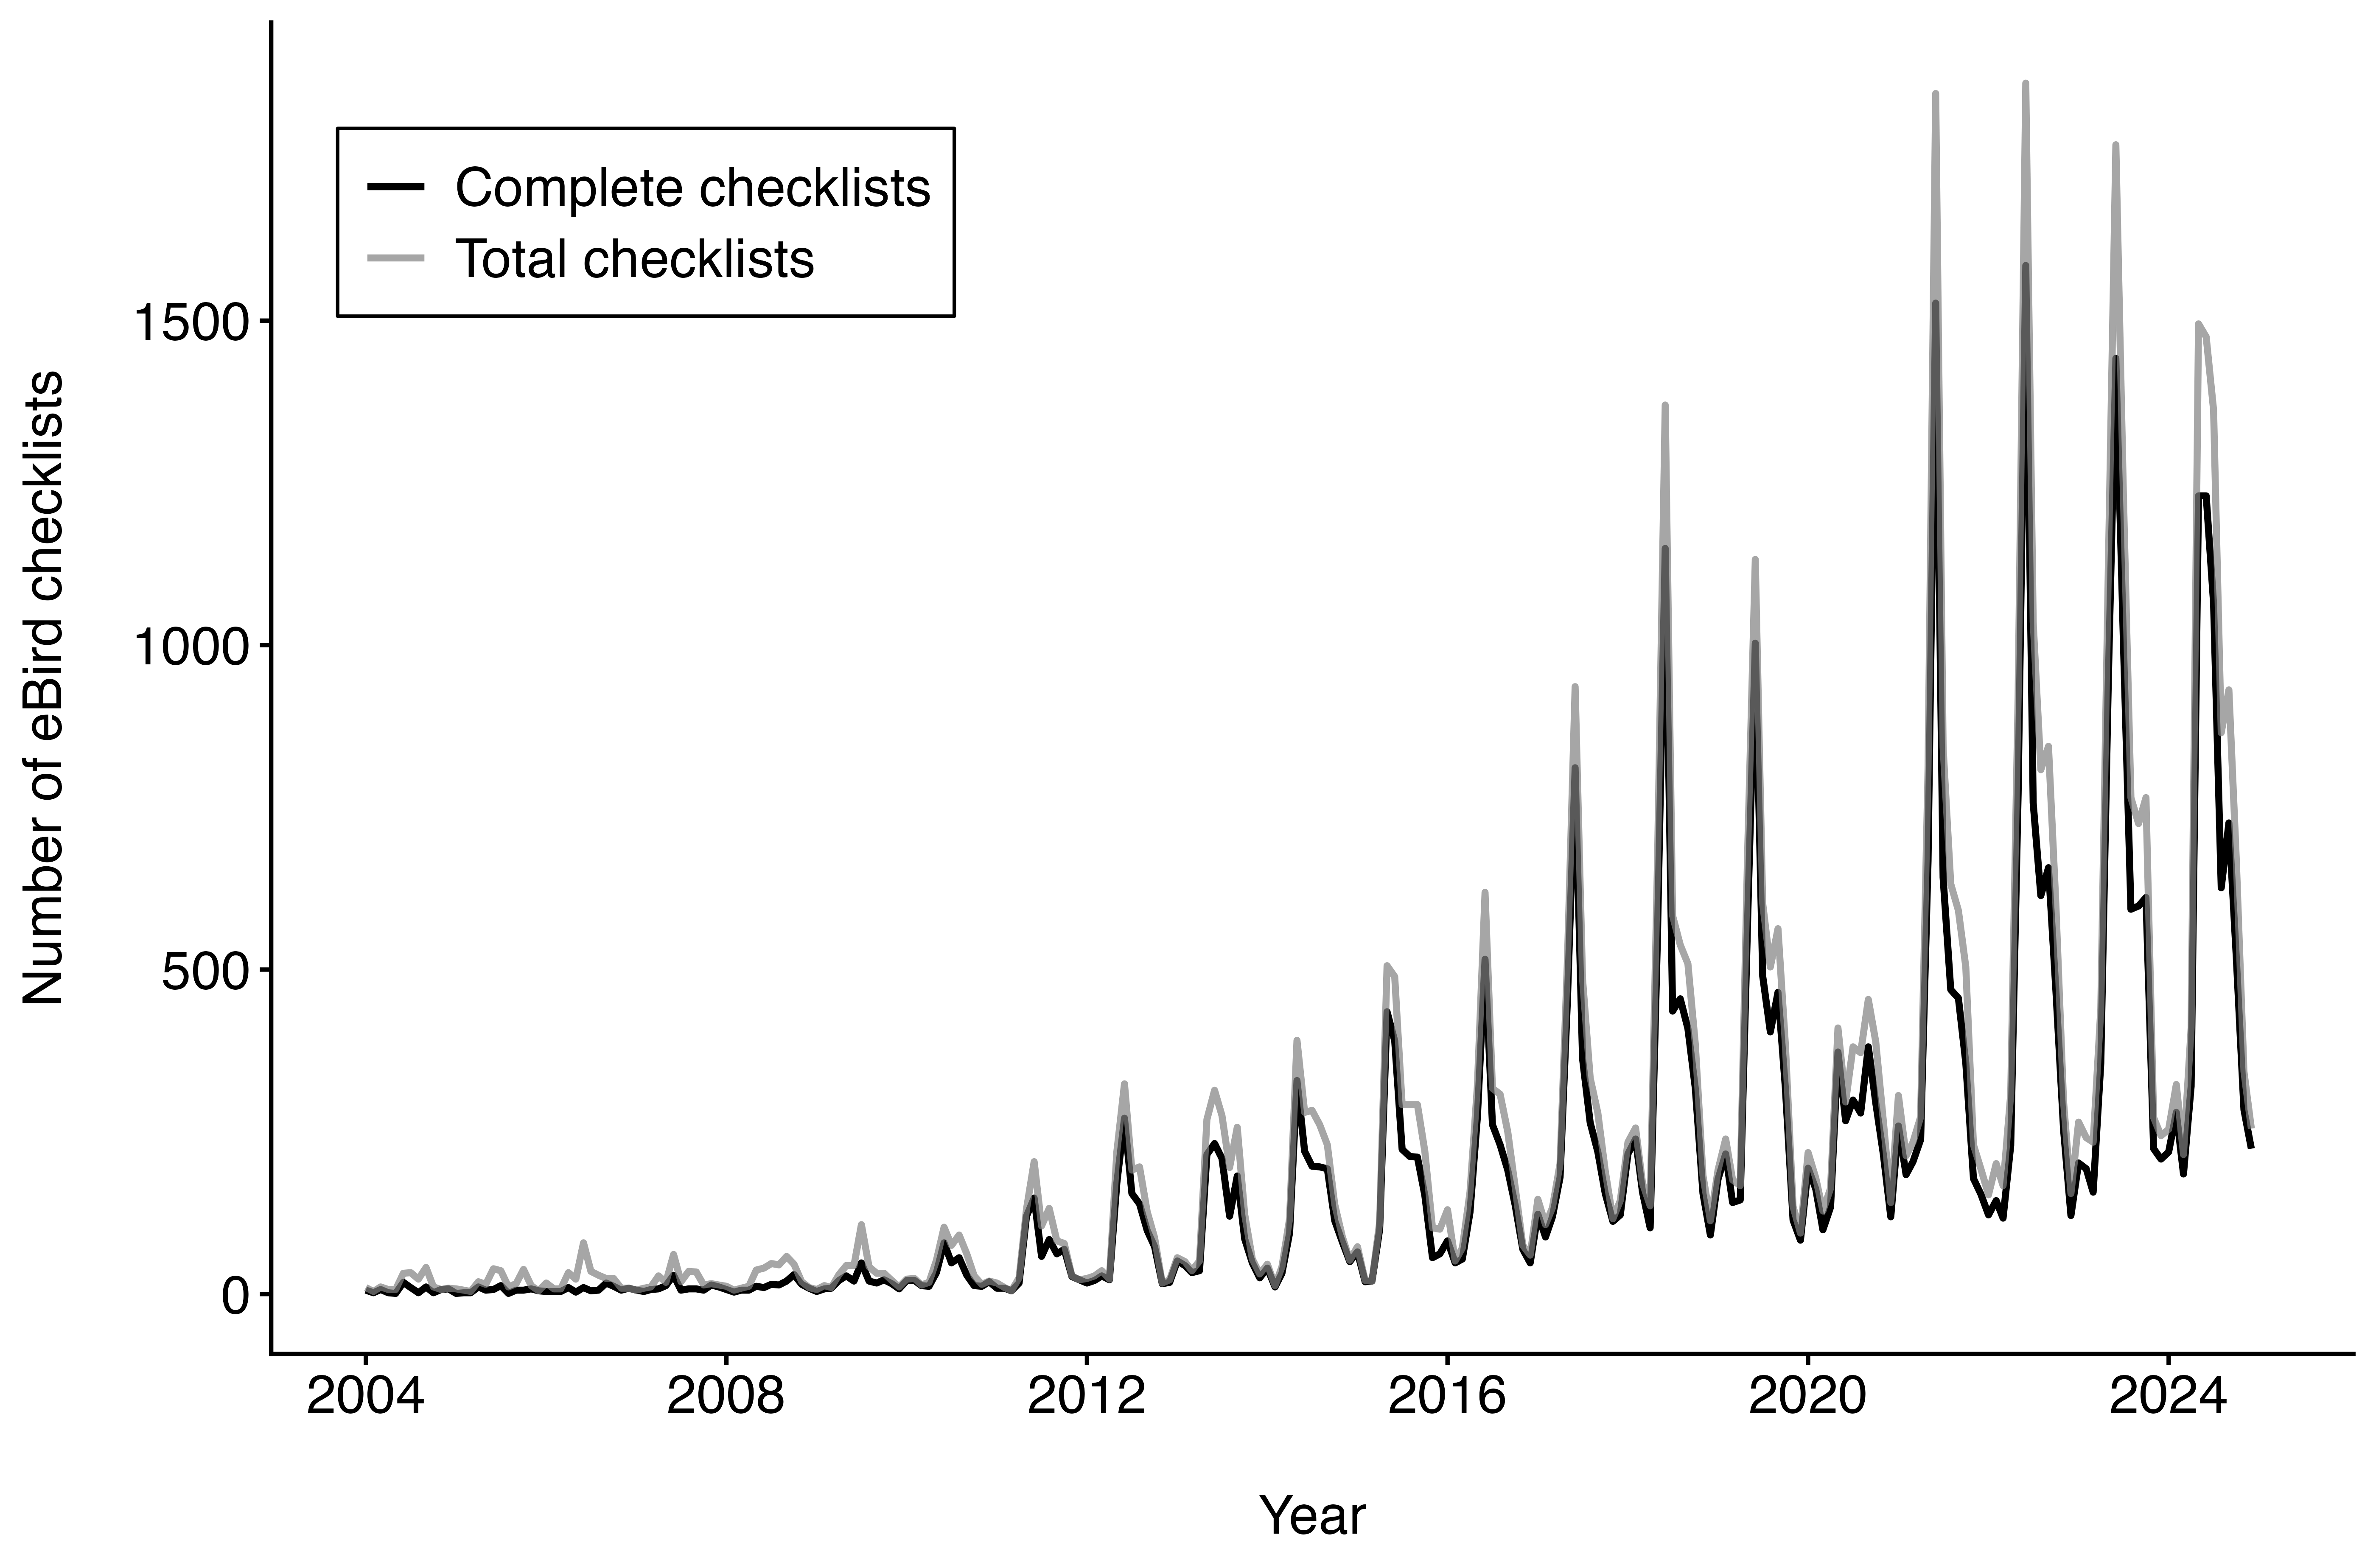 Complete checklists
Total checklists
Number of eBird checklists
1500
1000
500
0
2004 2008 2012 2016 2020 2024
Year